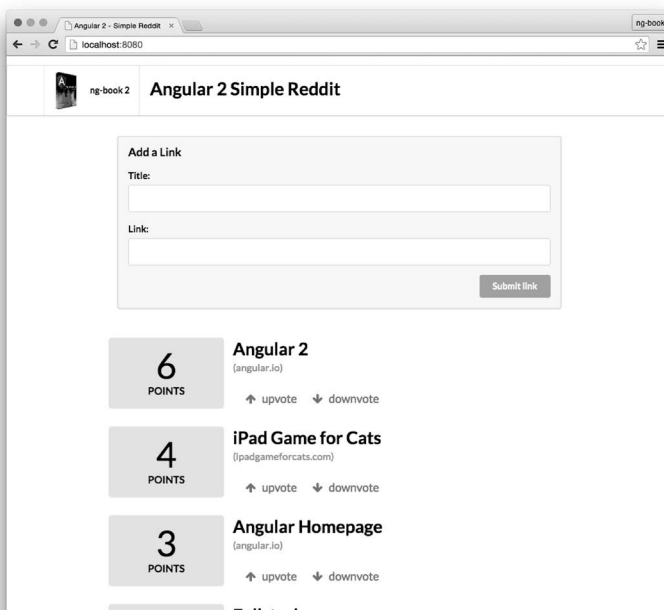 Angular 2 - Simple Reddit
ng-book
localhost:8080
ng-book 2
Angular 2 Simple Reddit
Add a Link
Title:
Link:
Submit link
6
POINTS
Angular 2
(angular.io)
upvote downvote
4
POINTS
iPad Game for Cats
(ipadgameforcats.com)
upvote downvote
3
POINTS
Angular Homepage
(angular.io)
upvote downvote